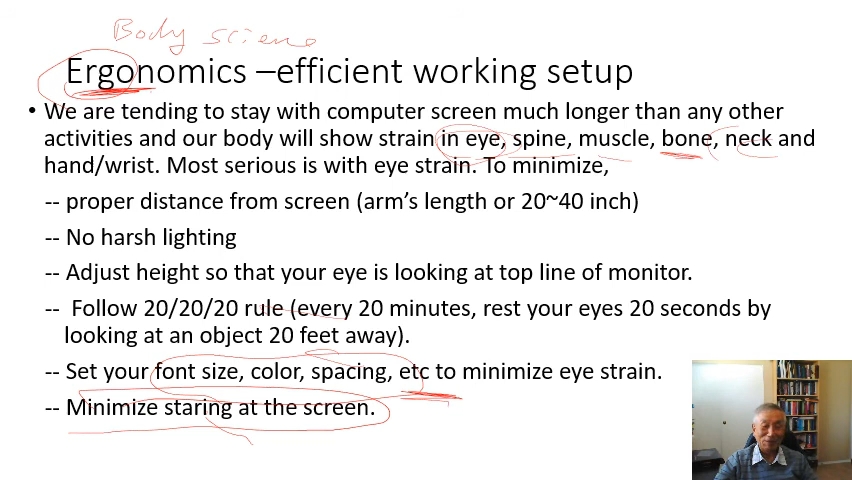 Body science
Ergonomics –efficient working setup
• We are tending to stay with computer screen much longer than any other
activities and our body will show strain in eye, spine, muscle, bone, neck and
hand/wrist. Most serious is with eye strain. To minimize,
-- proper distance from screen (arm's length or 20~40 inch)
-- No harsh lighting
-- Adjust height so that your eye is looking at top line of monitor.
-- Follow 20/20/20 rule (every 20 minutes, rest your eyes 20 seconds by
looking at an object 20 feet away).
-- Set your font size, color, spacing, etc to minimize eye strain.
-- Minimize staring at the screen.